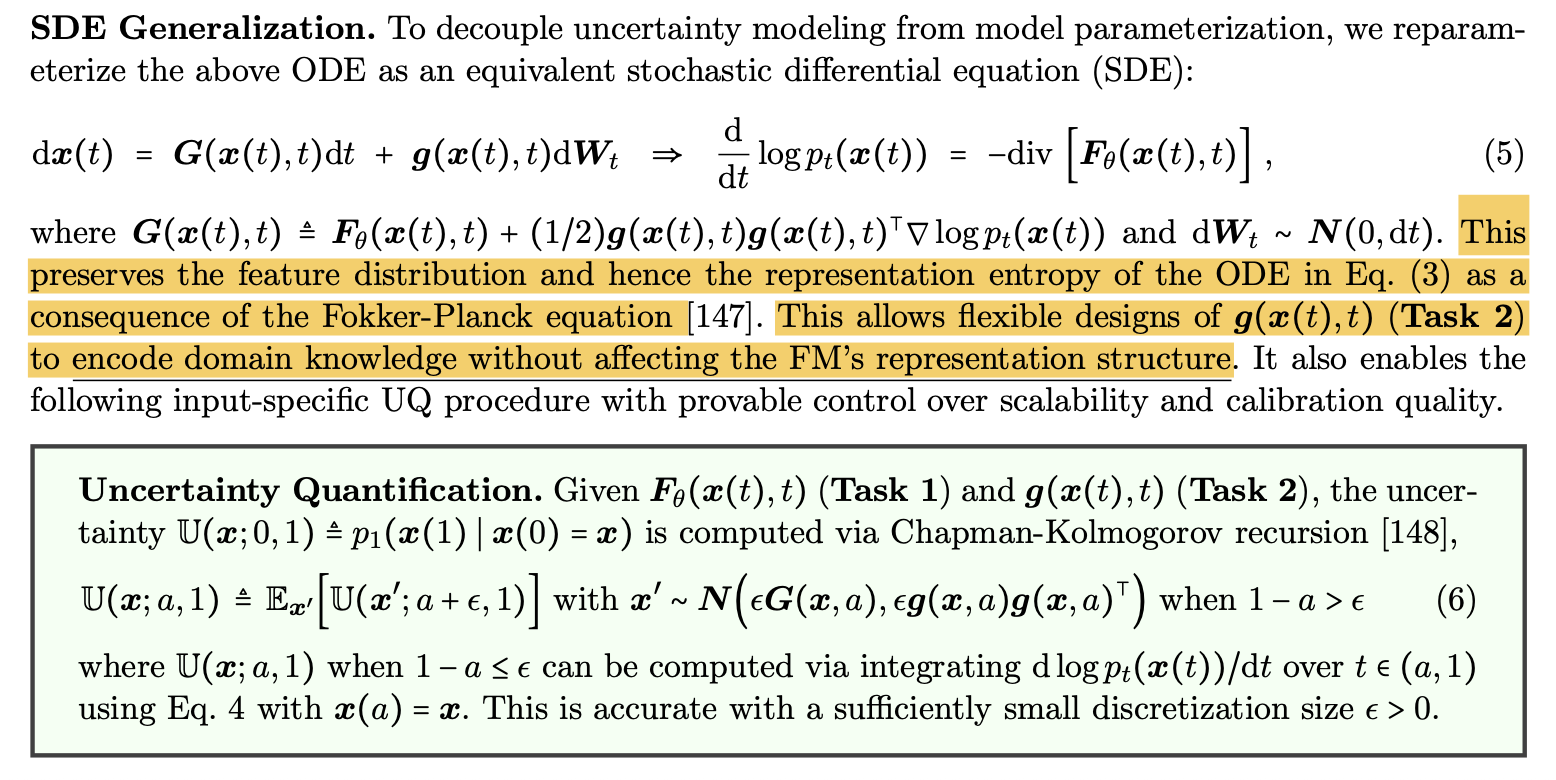 SDE Generalization. To decouple uncertainty modeling from model parameterization, we reparam-
eterize the above ODE as an equivalent stochastic differential equation (SDE):
d𝒙(t) = 𝑮(𝒙(t),t)dt + 𝒈(𝒙(t),t)d𝑾ₜ ⇒ d/dt log pₜ(𝒙(t)) = −div [𝑭_θ(𝒙(t),t)] , (5)
where 𝑮(𝒙(t),t) ≜ 𝑭_θ(𝒙(t),t) + (1/2)𝒈(𝒙(t),t)𝒈(𝒙(t),t)^⊤∇ log pₜ(𝒙(t)) and d𝑾ₜ ~ 𝑵(0,dt). This
preserves the feature distribution and hence the representation entropy of the ODE in Eq. (3) as a
consequence of the Fokker-Planck equation [147]. This allows flexible designs of 𝒈(𝒙(t),t) (Task 2)
to encode domain knowledge without affecting the FM's representation structure. It also enables the
following input-specific UQ procedure with provable control over scalability and calibration quality.
Uncertainty Quantification. Given 𝑭_θ(𝒙(t),t) (Task 1) and 𝒈(𝒙(t),t) (Task 2), the uncer-
tainty 𝕌(𝒙;0,1) ≜ p₁(𝒙(1) | 𝒙(0) = 𝒙) is computed via Chapman-Kolmogorov recursion [148],
𝕌(𝒙;a,1) ≜ 𝔼_𝒙′[𝕌(𝒙′;a+ϵ,1)] with 𝒙′ ~ 𝑵(ϵ𝑮(𝒙,a),ϵ𝒈(𝒙,a)𝒈(𝒙,a)^⊤) when 1−a > ϵ (6)
where 𝕌(𝒙;a,1) when 1−a ≤ ϵ can be computed via integrating d log pₜ(𝒙(t))/dt over t ∈ (a,1)
using Eq. 4 with 𝒙(a) = 𝒙. This is accurate with a sufficiently small discretization size ϵ > 0.